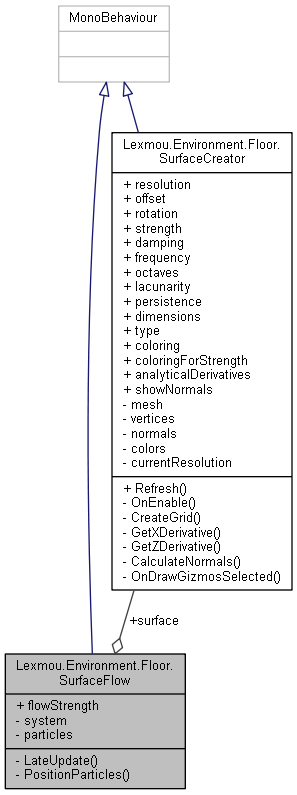 MonoBehaviour
Lexmou.Environment.Floor.
SurfaceCreator
+ resolution
+ offset
+ rotation
+ strength
+ damping
+ frequency
+ octaves
+ lacunarity
+ persistence
+ dimensions
+ type
+ coloring
+ coloringForStrength
+ analyticalDerivatives
+ showNormals
- mesh
- vertices
- normals
- colors
- currentResolution
+ Refresh()
- OnEnable()
- CreateGrid()
- GetXDerivative()
- GetZDerivative()
- CalculateNormals()
- OnDrawGizmosSelected()
+surface
Lexmou.Environment.Floor.
SurfaceFlow
+ flowStrength
- system
- particles
- LateUpdate()
- PositionParticles()